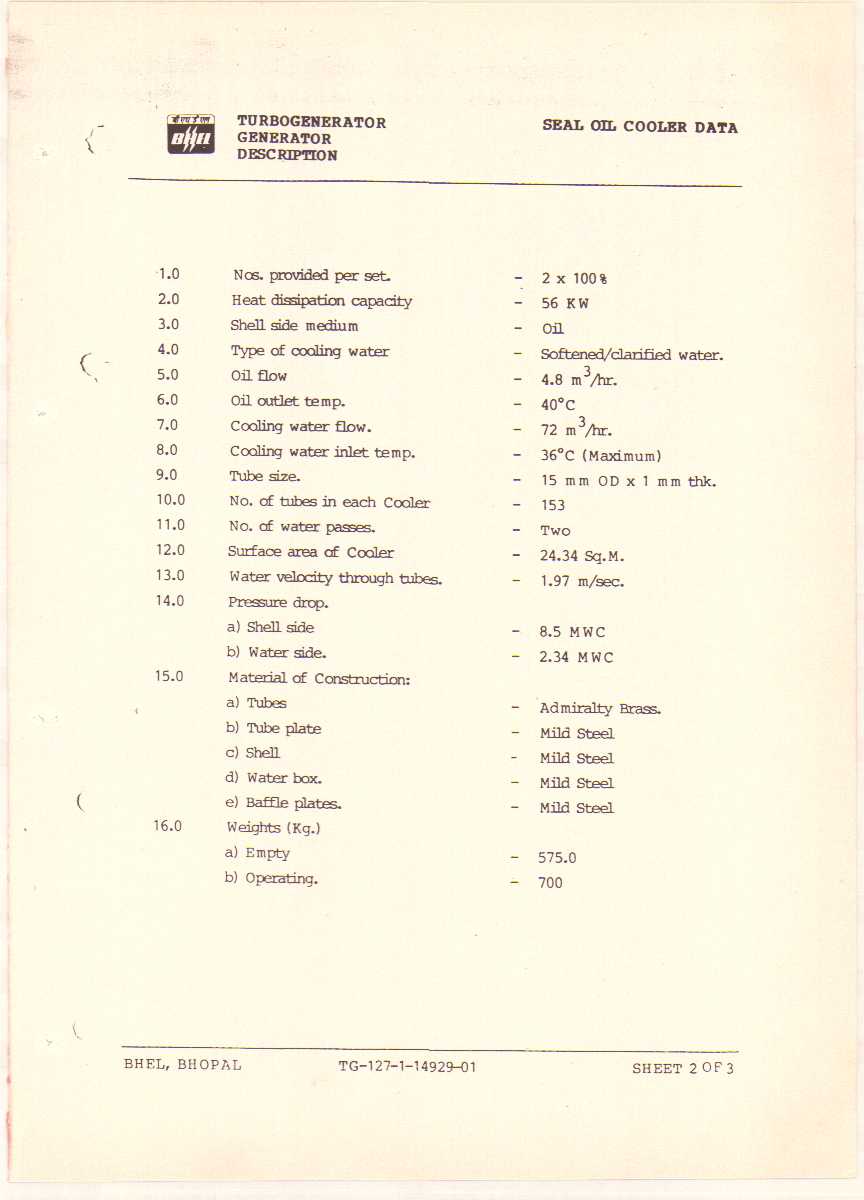 बी एच ई एल
BHEL
TURBOGENERATOR
GENERATOR
DESCRIPTION
SEAL OIL COOLER DATA
1.0 Nos. provided per set. - 2 x 100%
2.0 Heat dissipation capacity - 56 KW
3.0 Shell side medium - Oil
4.0 Type of cooling water - Softened/clarified water.
5.0 Oil flow - 4.8 m³/hr.
6.0 Oil outlet temp. - 40°C
7.0 Cooling water flow. - 72 m³/hr.
8.0 Cooling water inlet temp. - 36°C (Maximum)
9.0 Tube size. - 15 mm OD x 1 mm thk.
10.0 No. of tubes in each Cooler - 153
11.0 No. of water passes. - Two
12.0 Surface area of Cooler - 24.34 Sq.M.
13.0 Water velocity through tubes. - 1.97 m/sec.
14.0 Pressure drop.
a) Shell side - 8.5 MWC
b) Water side. - 2.34 MWC
15.0 Material of Construction:
a) Tubes - Admiralty Brass.
b) Tube plate - Mild Steel
c) Shell - Mild Steel
d) Water box. - Mild Steel
e) Baffle plates. - Mild Steel
16.0 Weights (Kg.)
a) Empty - 575.0
b) Operating. - 700
BHEL, BHOPAL TG-127-1-14929-01 SHEET 2 OF 3